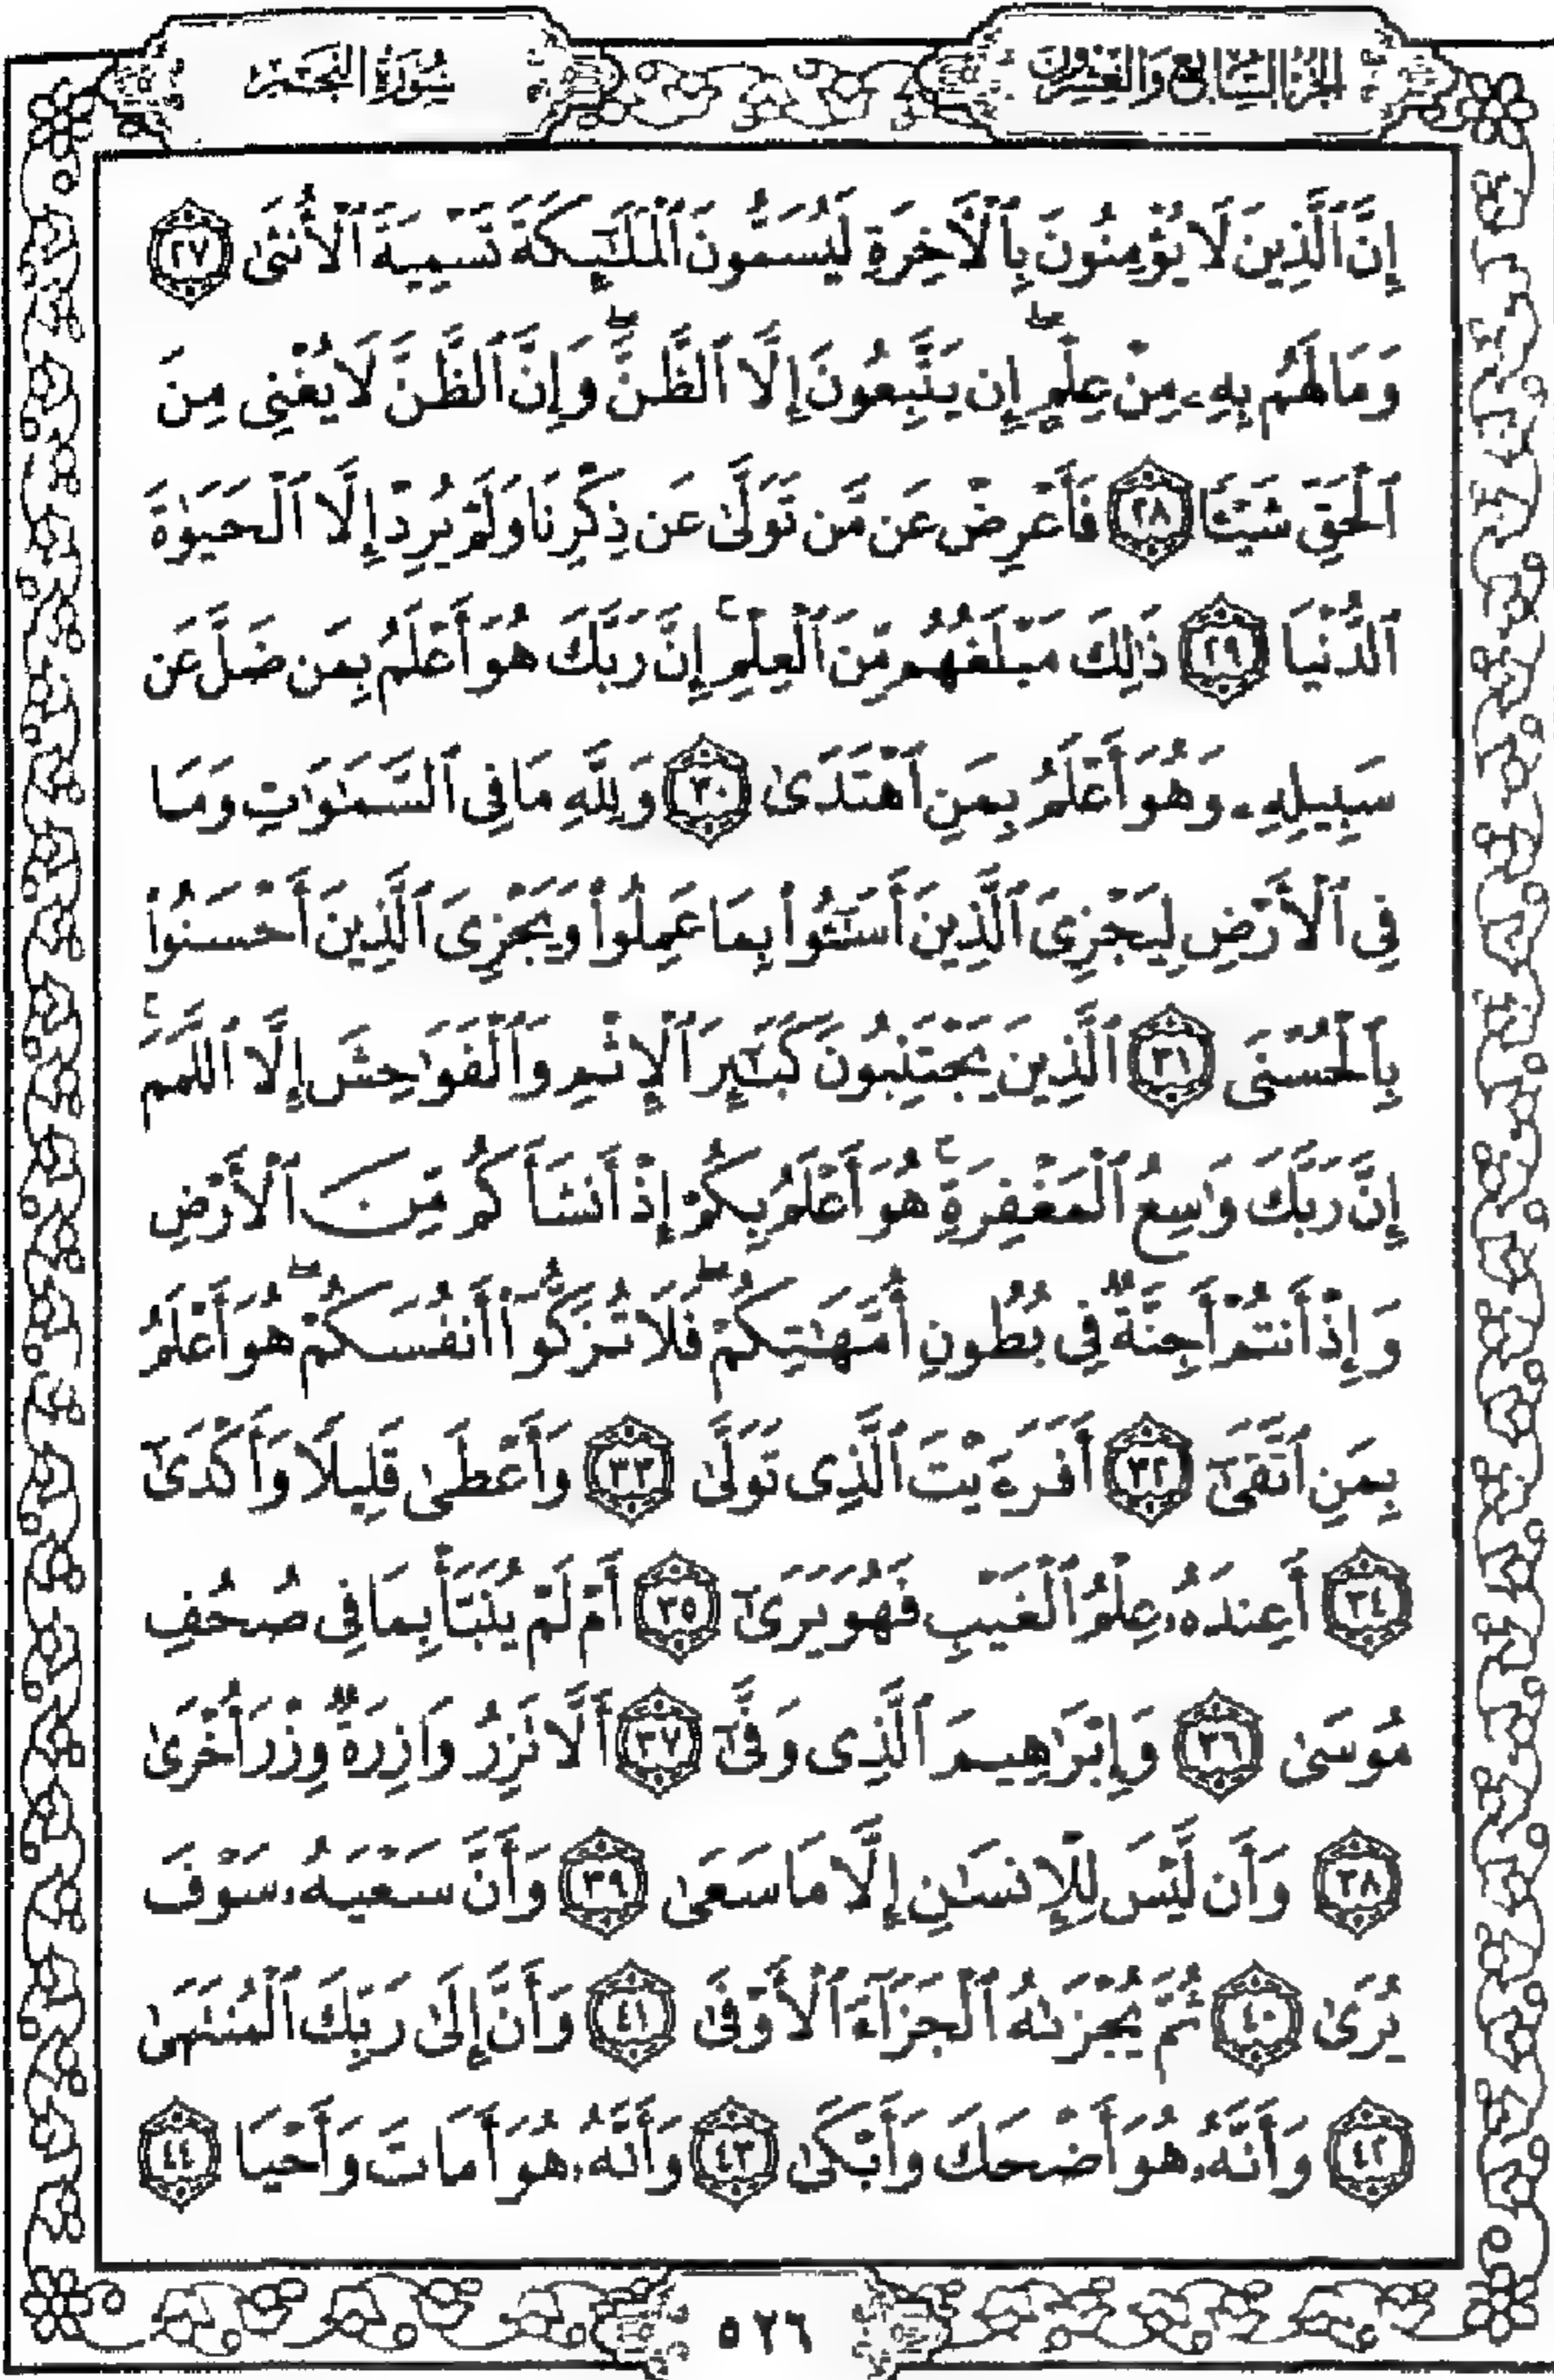 الجزء السابع والعشرون
سورة النجم
إِنَّ ٱلَّذِينَ لَا يُؤْمِنُونَ بِٱلْأَخِرَةِ لَيُسَمُّونَ ٱلْمَلَٰٓئِكَةَ تَسْمِيَةَ ٱلْأُنثَىٰ ٢٧
وَمَا لَهُم بِهِۦ مِنْ عِلْمٍ ۖ إِن يَتَّبِعُونَ إِلَّا ٱلظَّنَّ ۖ وَإِنَّ ٱلظَّنَّ لَا يُغْنِى مِنَ
ٱلْحَقِّ شَيْـًٔا ٢٨ فَأَعْرِضْ عَن مَّن تَوَلَّىٰ عَن ذِكْرِنَا وَلَمْ يُرِدْ إِلَّا ٱلْحَيَوٰةَ
ٱلدُّنْيَا ٢٩ ذَٰلِكَ مَبْلَغُهُم مِّنَ ٱلْعِلْمِ ۚ إِنَّ رَبَّكَ هُوَ أَعْلَمُ بِمَن ضَلَّ عَن
سَبِيلِهِۦ وَهُوَ أَعْلَمُ بِمَنِ ٱهْتَدَىٰ ٣٠ وَلِلَّهِ مَا فِى ٱلسَّمَٰوَٰتِ وَمَا
فِى ٱلْأَرْضِ لِيَجْزِىَ ٱلَّذِينَ أَسَٰٓـُٔوا۟ بِمَا عَمِلُوا۟ وَيَجْزِىَ ٱلَّذِينَ أَحْسَنُوا۟
بِٱلْحُسْنَى ٣١ ٱلَّذِينَ يَجْتَنِبُونَ كَبَٰٓئِرَ ٱلْإِثْمِ وَٱلْفَوَٰحِشَ إِلَّا ٱللَّمَمَ ۚ
إِنَّ رَبَّكَ وَٰسِعُ ٱلْمَغْفِرَةِ ۚ هُوَ أَعْلَمُ بِكُمْ إِذْ أَنشَأَكُم مِّنَ ٱلْأَرْضِ
وَإِذْ أَنتُمْ أَجِنَّةٌ فِى بُطُونِ أُمَّهَٰتِكُمْ ۖ فَلَا تُزَكُّوٓا۟ أَنفُسَكُمْ ۖ هُوَ أَعْلَمُ
بِمَنِ ٱتَّقَىٰٓ ٣٢ أَفَرَءَيْتَ ٱلَّذِى تَوَلَّىٰ ٣٣ وَأَعْطَىٰ قَلِيلًا وَأَكْدَىٰٓ
٣٤ أَعِندَهُۥ عِلْمُ ٱلْغَيْبِ فَهُوَ يَرَىٰٓ ٣٥ أَمْ لَمْ يُنَبَّأْ بِمَا فِى صُحُفِ
مُوسَىٰ ٣٦ وَإِبْرَٰهِيمَ ٱلَّذِى وَفَّىٰٓ ٣٧ أَلَّا تَزِرُ وَازِرَةٌ وِزْرَ أُخْرَىٰ
٣٨ وَأَن لَّيْسَ لِلْإِنسَٰنِ إِلَّا مَا سَعَىٰ ٣٩ وَأَنَّ سَعْيَهُۥ سَوْفَ
يُرَىٰ ٤٠ ثُمَّ يُجْزَىٰهُ ٱلْجَزَآءَ ٱلْأَوْفَىٰ ٤١ وَأَنَّ إِلَىٰ رَبِّكَ ٱلْمُنتَهَىٰ
٤٢ وَأَنَّهُۥ هُوَ أَضْحَكَ وَأَبْكَىٰ ٤٣ وَأَنَّهُۥ هُوَ أَمَاتَ وَأَحْيَا ٤٤
٥٢٦